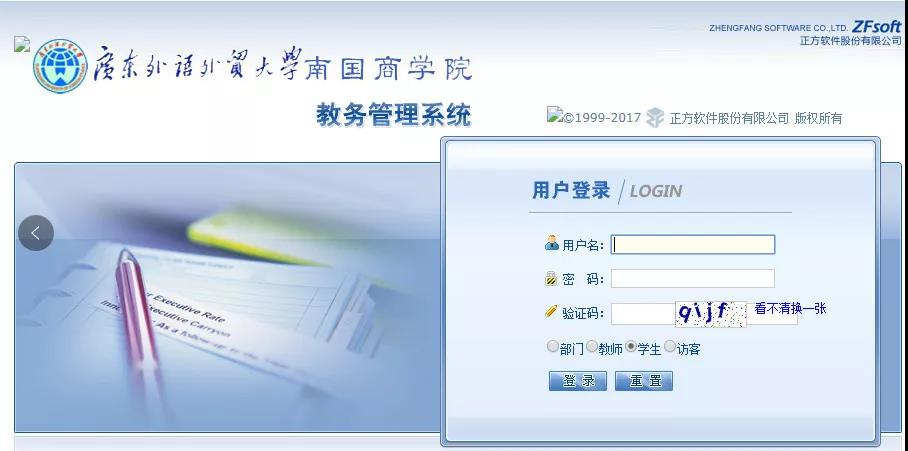 ZHENGFANG SOFTWARE CO.,LTD. ZFsoft
正方软件股份有限公司
廣东外语外貿大學南国商学院
教务管理系统
©1999-2017 正方软件股份有限公司 版权所有
用户登录 LOGIN
用户名：
密 码：
验证码： qijf 看不清换一张
部门 教师 学生 访客
登 录 重 置
r Executive Rate
Executive Carryon
As a follow-up to the